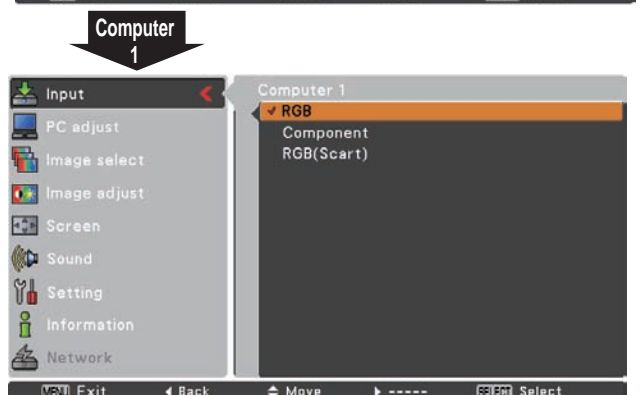 Computer
1
Input
Computer 1
RGB
PC adjust
Component
Image select
RGB(Scart)
Image adjust
Screen
Sound
Setting
Information
Network
MENU Exit Back Move ----- SELECT Select